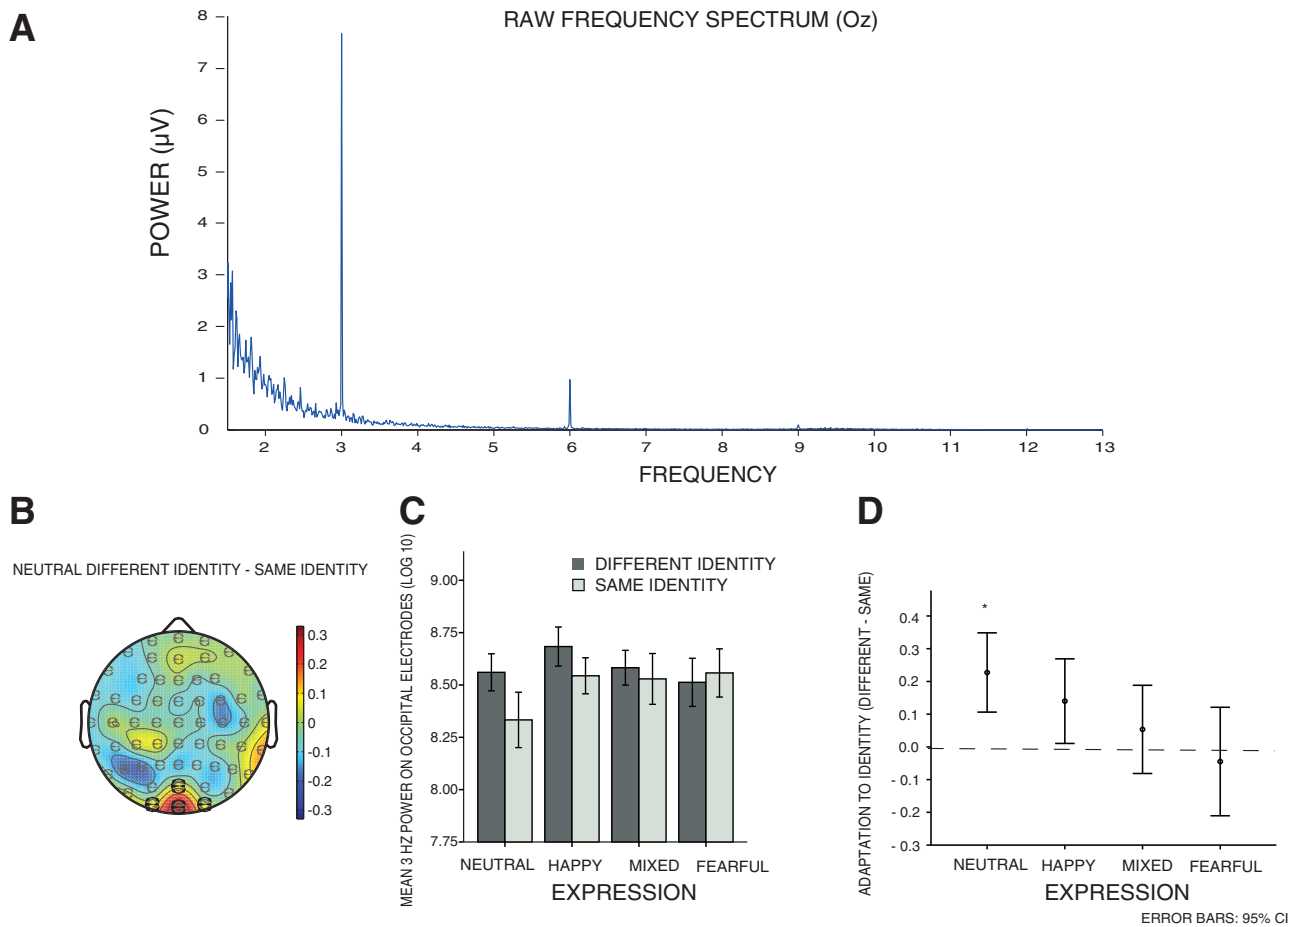 A
RAW FREQUENCY SPECTRUM (Oz)
POWER (µV)
8
7
6
5
4
3
2
1
0
2 3 4 5 6 7 8 9 10 11 12 13
FREQUENCY
B
NEUTRAL DIFFERENT IDENTITY - SAME IDENTITY
0.3
0.2
0.1
0
-0.1
-0.2
-0.3
C
MEAN 3 HZ POWER ON OCCIPITAL ELECTRODES (LOG 10)
DIFFERENT IDENTITY
SAME IDENTITY
9.00
8.75
8.50
8.25
8.00
7.75
NEUTRAL HAPPY MIXED FEARFUL
EXPRESSION
D
ADAPTATION TO IDENTITY (DIFFERENT - SAME)
*
0.4
0.3
0.2
0.1
0.0
- 0.1
- 0.2
- 0.3
NEUTRAL HAPPY MIXED FEARFUL
EXPRESSION
ERROR BARS: 95% CI